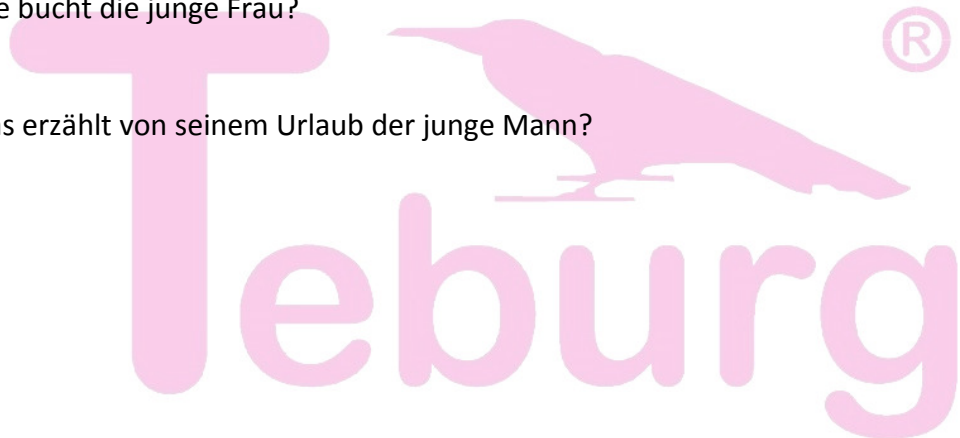 e bucht die junge Frau?
s erzählt von seinem Urlaub der junge Mann?
Teburg
®